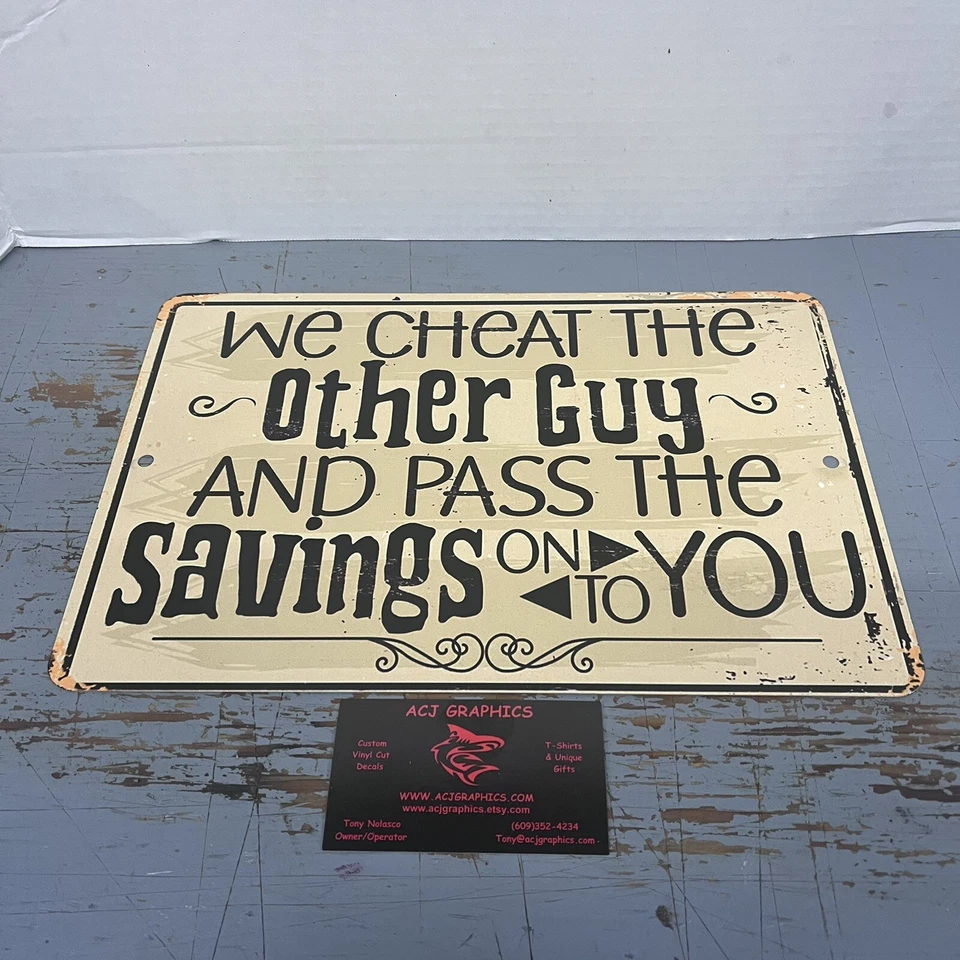 We CHeAT THe
other Guy
AND PASS THe
savings ON TO YOU
ACJ GRAPHICS
Custom
Vinyl Cut
Decals
T-Shirts
& Unique
Gifts
WWW.ACJGRAPHICS.COM
www.acjgraphics.etsy.com
Tony Nolasco
Owner/Operator
(609)352-4234
Tony@acjgraphics.com